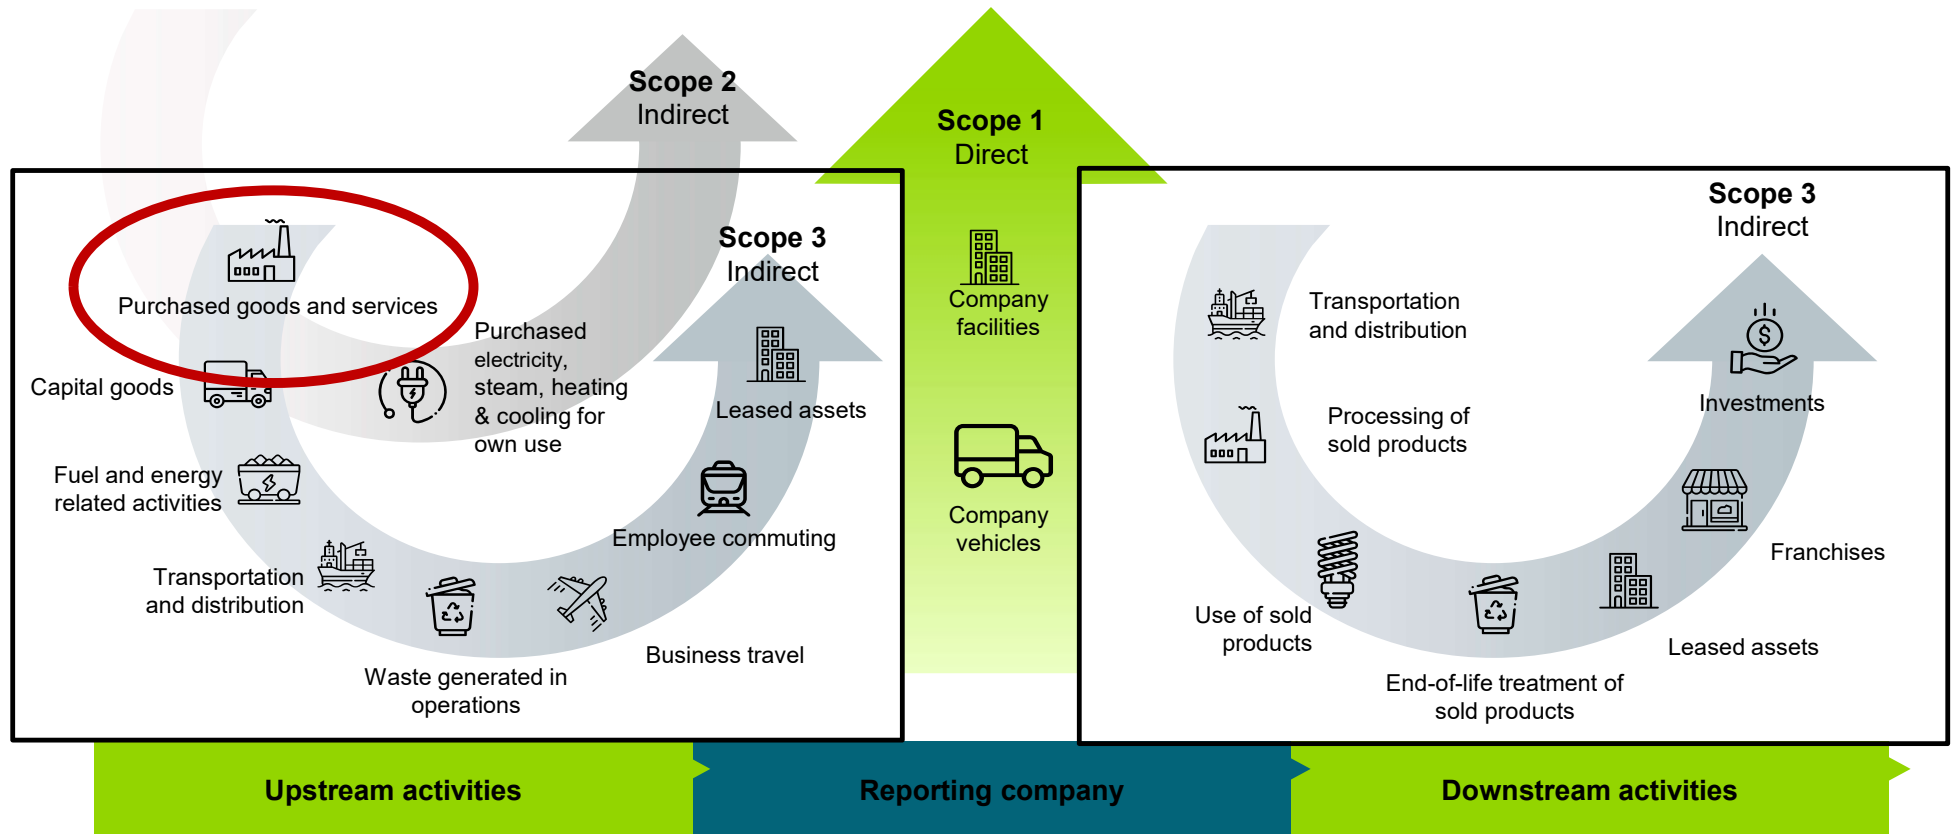 Scope 2
Indirect
Scope 1
Direct
Scope 3
Indirect
Purchased goods and services
Purchased
electricity,
steam, heating
& cooling for
own use
Capital goods
Leased assets
Fuel and energy
related activities
Employee commuting
Transportation
and distribution
Business travel
Waste generated in
operations
Company
facilities
Company
vehicles
Scope 3
Indirect
Transportation
and distribution
Processing of
sold products
Investments
$
Franchises
Use of sold
products
Leased assets
End-of-life treatment of
sold products
Upstream activities
Reporting company
Downstream activities